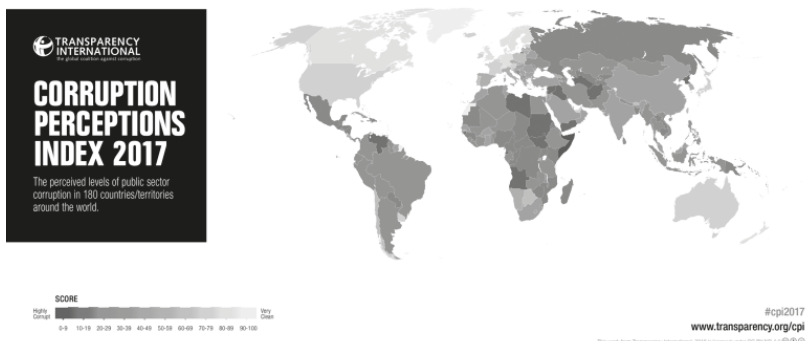 TRANSPARENCY
INTERNATIONAL
the global coalition against corruption
CORRUPTION
PERCEPTIONS
INDEX 2017
The perceived levels of public sector
corruption in 180 countries/territories
around the world.
SCORE
Highly
Corrupt
Very
Clean
0-9 10-19 20-29 30-39 40-49 50-59 60-69 70-79 80-89 90-100
#cpi2017
www.transparency.org/cpi